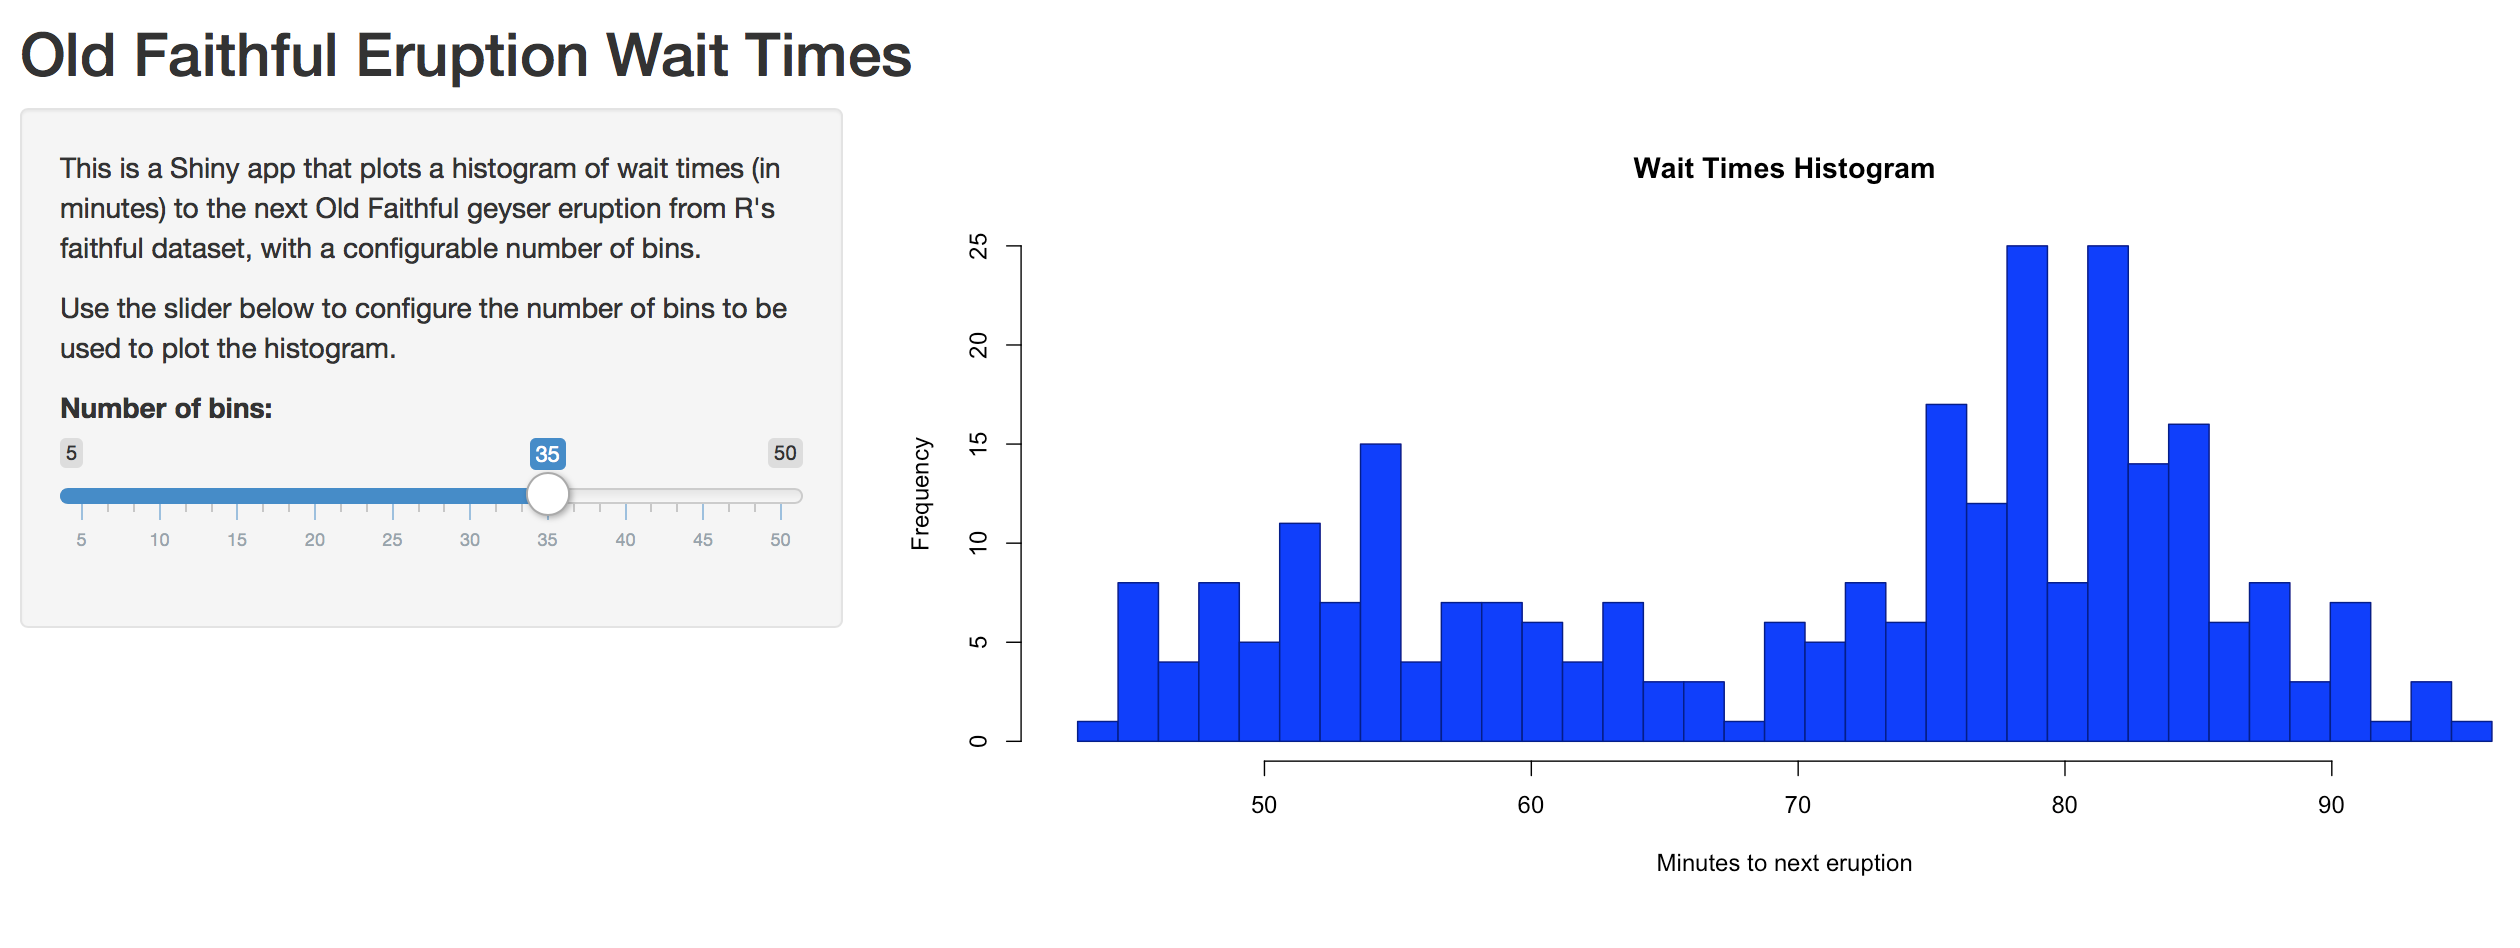 Old Faithful Eruption Wait Times
This is a Shiny app that plots a histogram of wait times (in
minutes) to the next Old Faithful geyser eruption from R's
faithful dataset, with a configurable number of bins.
Use the slider below to configure the number of bins to be
used to plot the histogram.
Number of bins:
5 35 50
5 10 15 20 25 30 35 40 45 50
Wait Times Histogram
Frequency
25
20
15
10
5
0
50 60 70 80 90
Minutes to next eruption